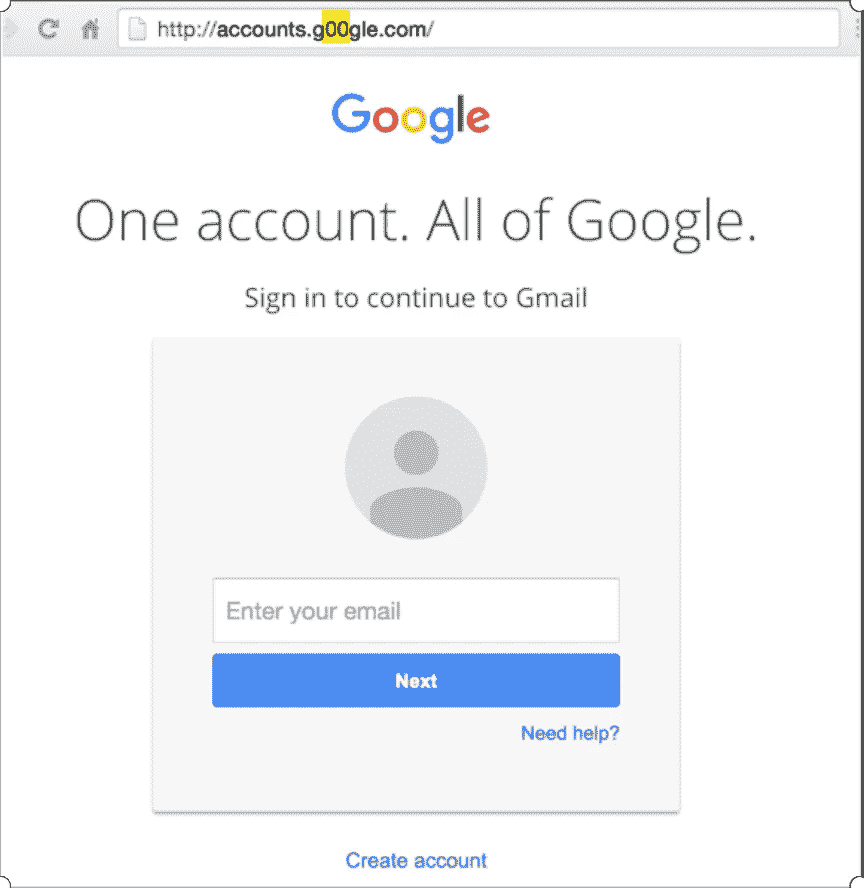 http://accounts.g00gle.com/
Google
One account. All of Google.
Sign in to continue to Gmail
Enter your email
Next
Need help?
Create account